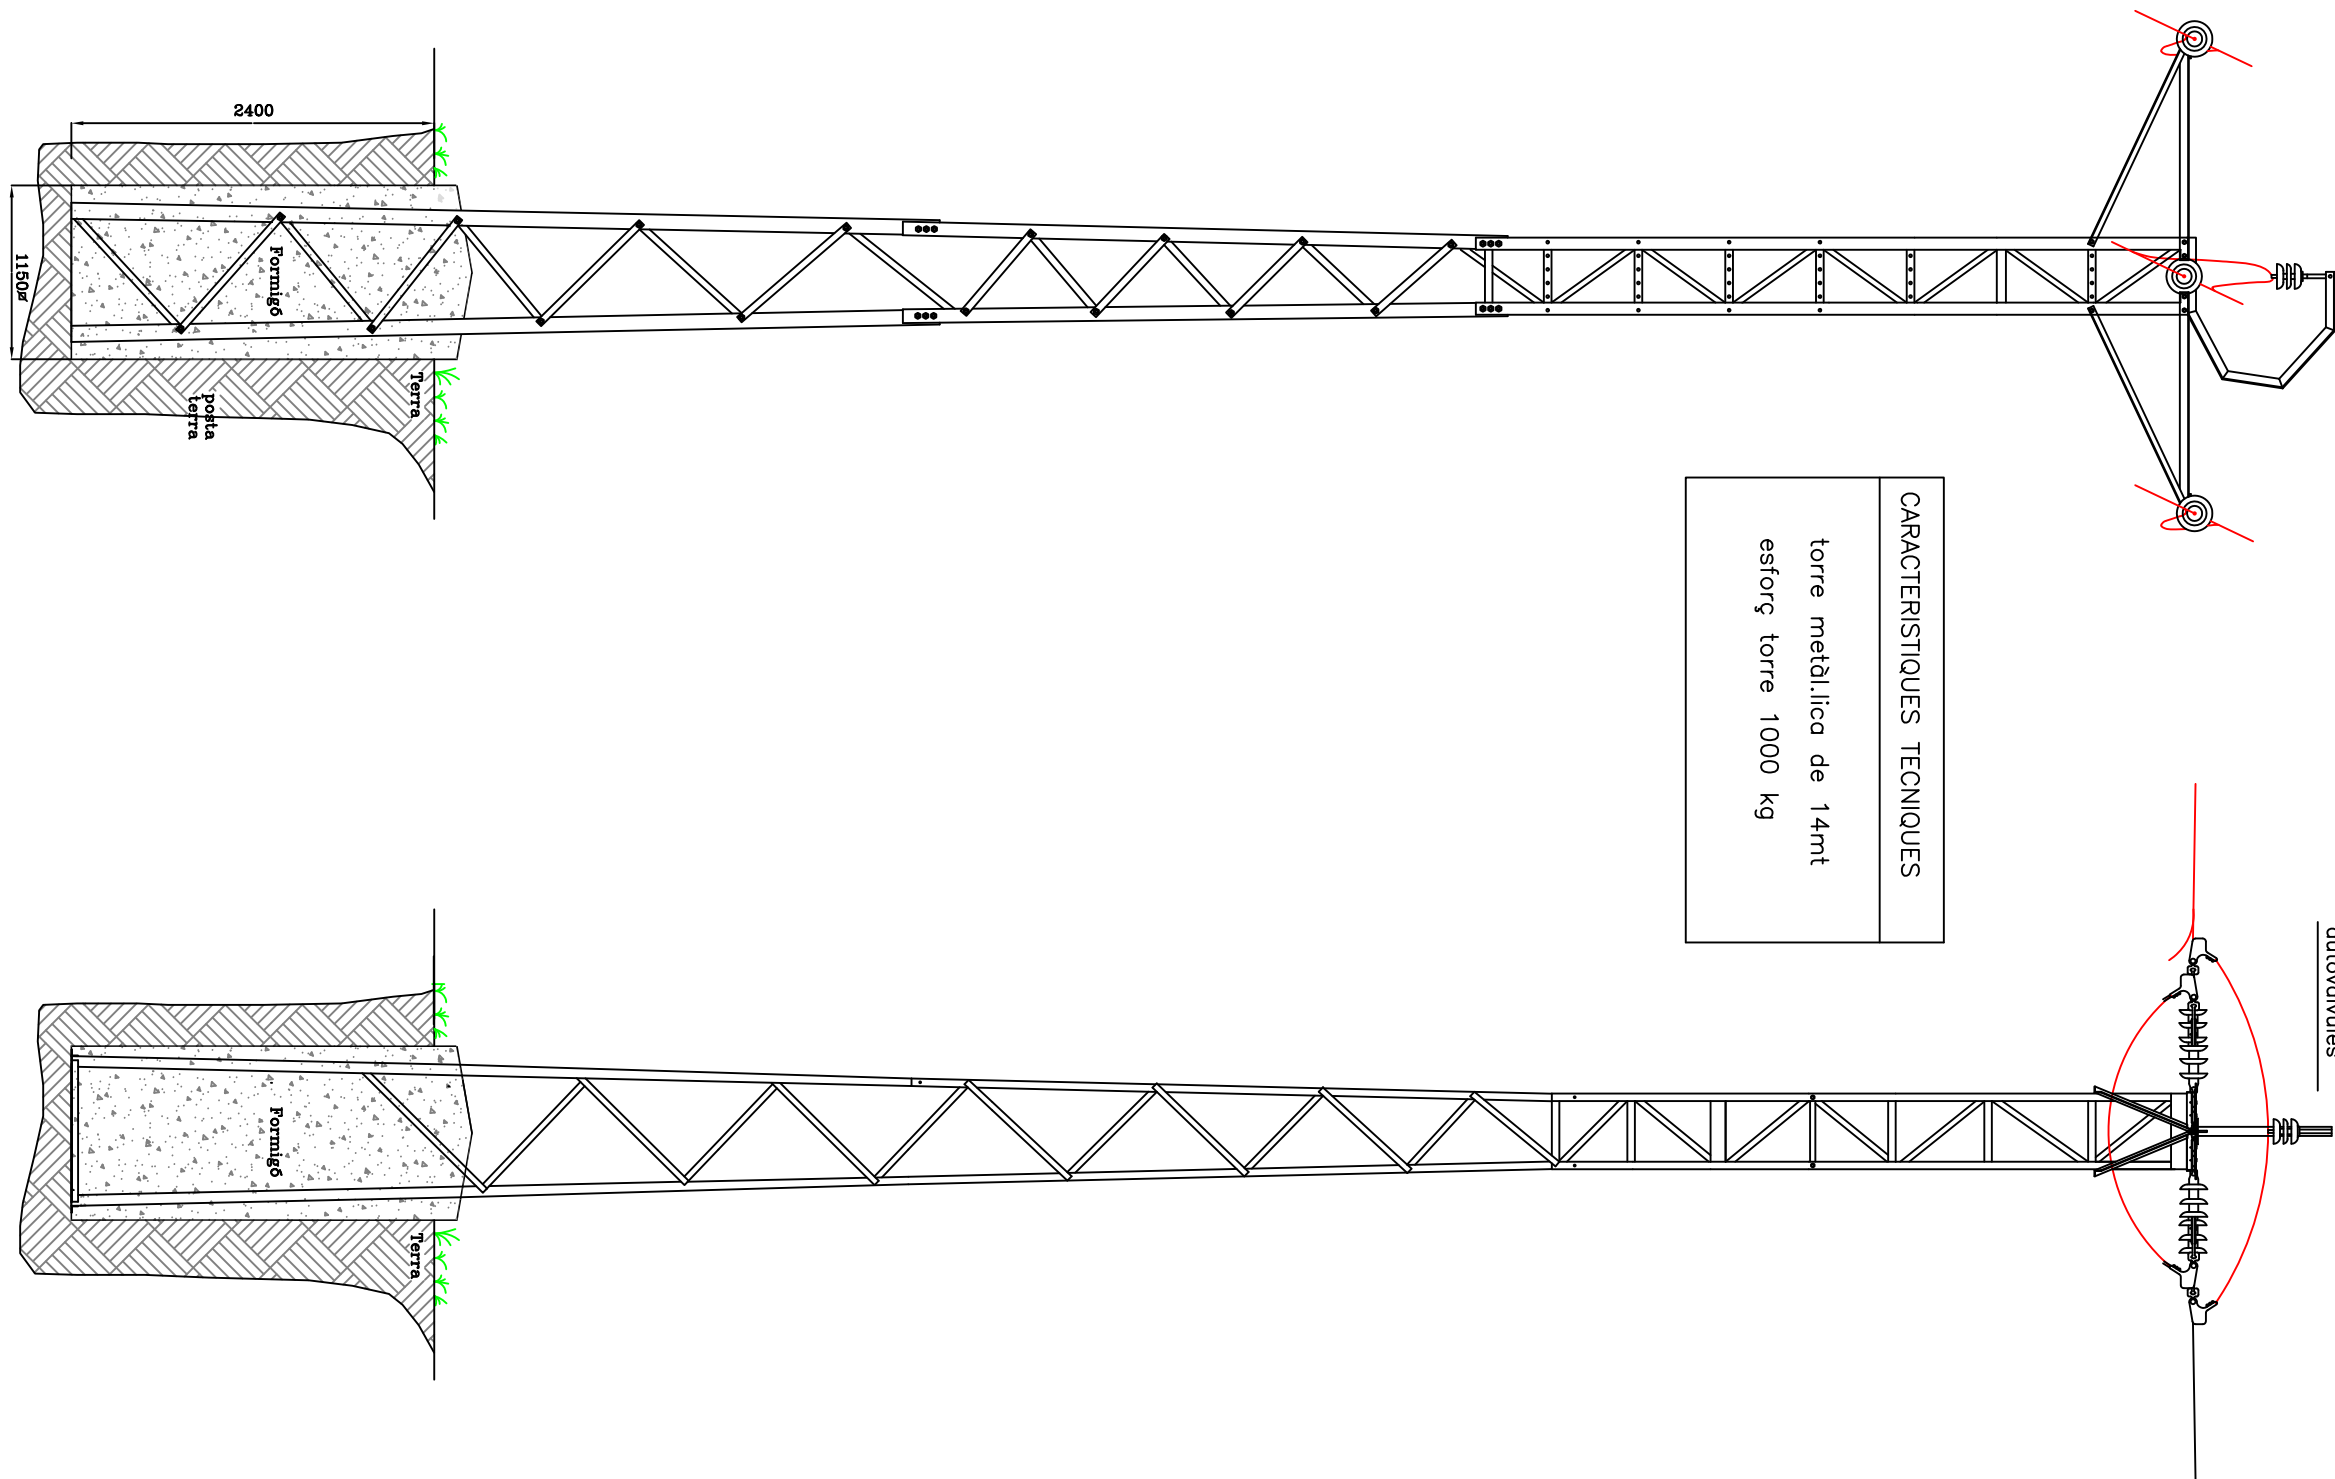 2400
1150ø
Formigó
Terra
posta
terra
CARACTERISTIQUES TECNIQUES
torre metàl.lica de 14mt
esforç torre 1000 kg
Formigó
Terra